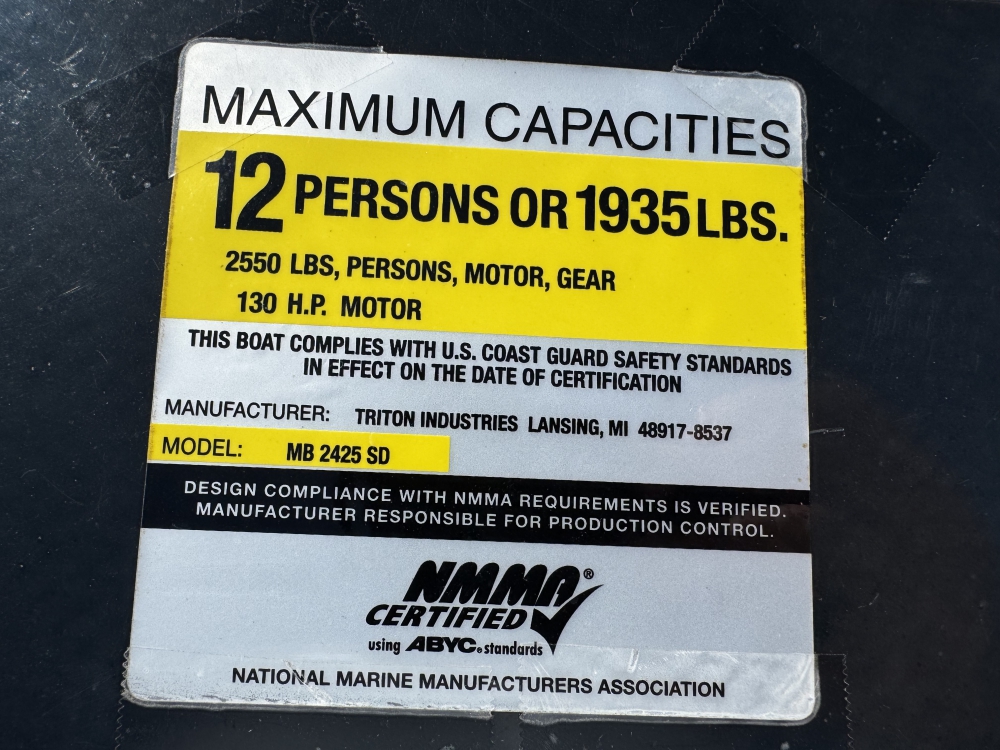 MAXIMUM CAPACITIES
12 PERSONS OR 1935 LBS.
2550 LBS, PERSONS, MOTOR, GEAR
130 H.P. MOTOR
THIS BOAT COMPLIES WITH U.S. COAST GUARD SAFETY STANDARDS
IN EFFECT ON THE DATE OF CERTIFICATION
MANUFACTURER: TRITON INDUSTRIES LANSING, MI 48917-8537
MODEL: MB 2425 SD
DESIGN COMPLIANCE WITH NMMA REQUIREMENTS IS VERIFIED.
MANUFACTURER RESPONSIBLE FOR PRODUCTION CONTROL.
NMMA®
CERTIFIED
using ABYC® standards
NATIONAL MARINE MANUFACTURERS ASSOCIATION